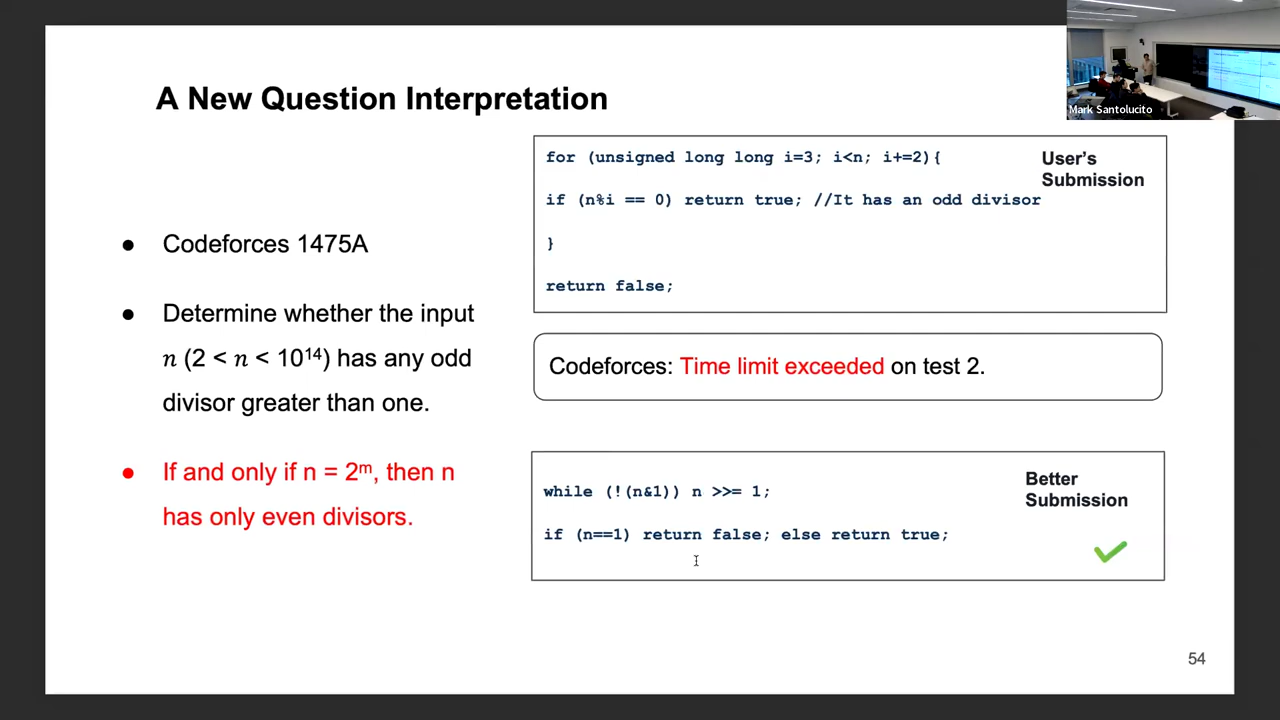 A New Question Interpretation
Mark Santolucito
for (unsigned long long i=3; i<n; i+=2){
if (n%i == 0) return true; //It has an odd divisor
}
return false;
User's
Submission
● Codeforces 1475A
● Determine whether the input
𝑛 (2 < 𝑛 < 10¹⁴) has any odd
divisor greater than one.
● If and only if n = 2ᵐ, then n
has only even divisors.
Codeforces: Time limit exceeded on test 2.
while (!(n&1)) n >>= 1;
if (n==1) return false; else return true;
Better
Submission
54